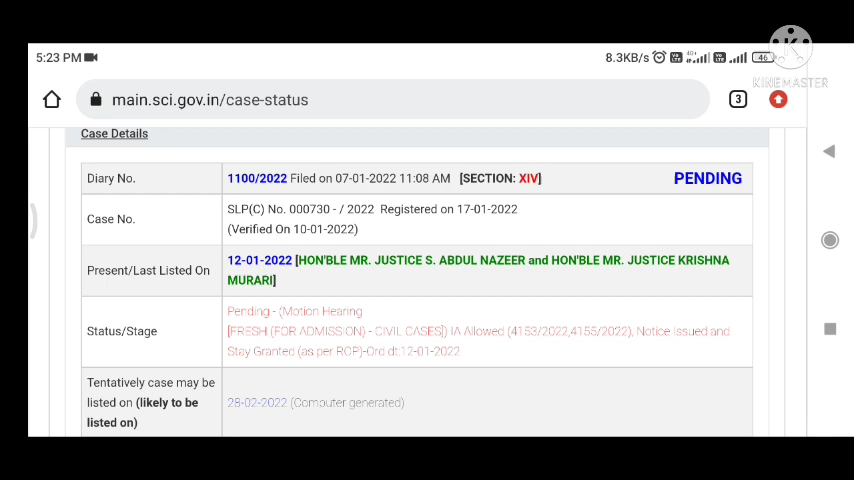 5:23 PM
8.3KB/s Vo LTE 4G+ Vo LTE 46
KINEMASTER
main.sci.gov.in/case-status
3
Case Details
Diary No.
1100/2022 Filed on 07-01-2022 11:08 AM [SECTION: XIV]
PENDING
Case No.
SLP(C) No. 000730 - / 2022 Registered on 17-01-2022
(Verified On 10-01-2022)
Present/Last Listed On
12-01-2022 [HON'BLE MR. JUSTICE S. ABDUL NAZEER and HON'BLE MR. JUSTICE KRISHNA
MURARI]
Status/Stage
Pending - (Motion Hearing
[FRESH (FOR ADMISSION) - CIVIL CASES]) IA Allowed (4153/2022,4155/2022), Notice Issued and
Stay Granted (as per ROP)-Ord dt:12-01-2022
Tentatively case may be
listed on (likely to be
listed on)
28-02-2022 (Computer generated)